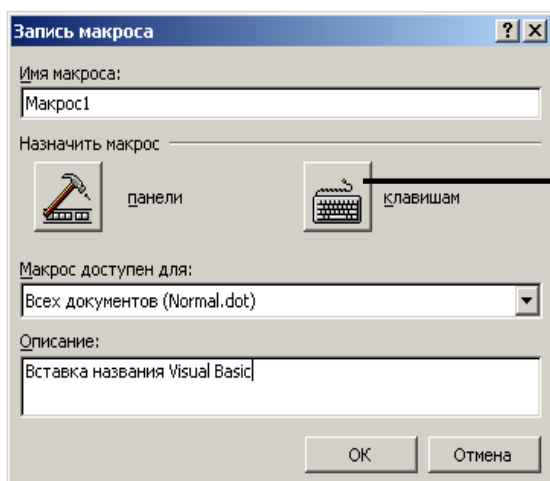 Запись макроса
Имя макроса:
Макрос1
Назначить макрос
панели клавишам
Макрос доступен для:
Всех документов (Normal.dot)
Описание:
Вставка названия Visual Basic
ОК Отмена